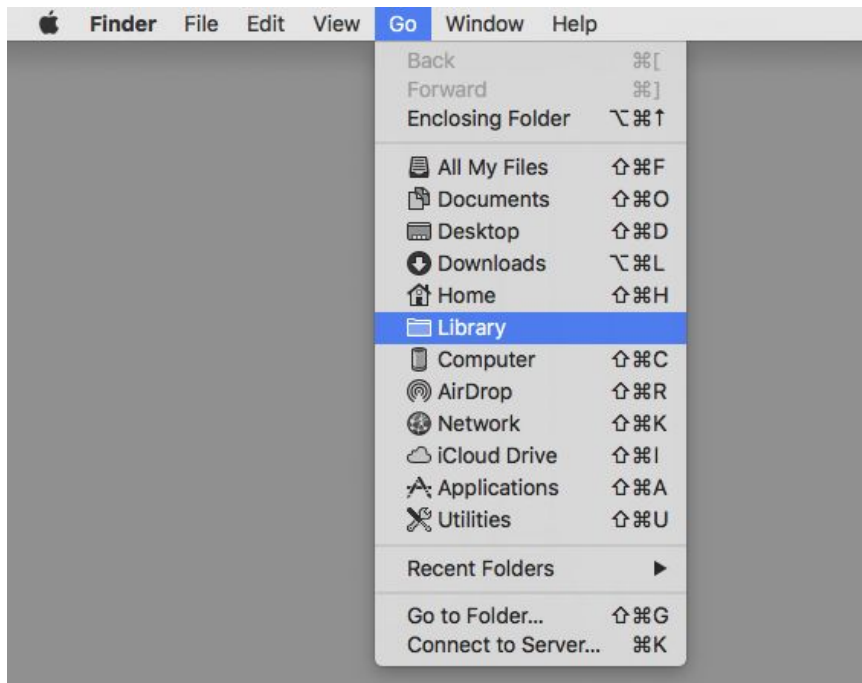 Finder File Edit View Go Window Help
Back ⌘[
Forward ⌘]
Enclosing Folder ⌥⌘↑
All My Files ⇧⌘F
Documents ⇧⌘O
Desktop ⇧⌘D
Downloads ⌥⌘L
Home ⇧⌘H
Library
Computer ⇧⌘C
AirDrop ⇧⌘R
Network ⇧⌘K
iCloud Drive ⇧⌘I
Applications ⇧⌘A
Utilities ⇧⌘U
Recent Folders ▶
Go to Folder... ⇧⌘G
Connect to Server... ⌘K